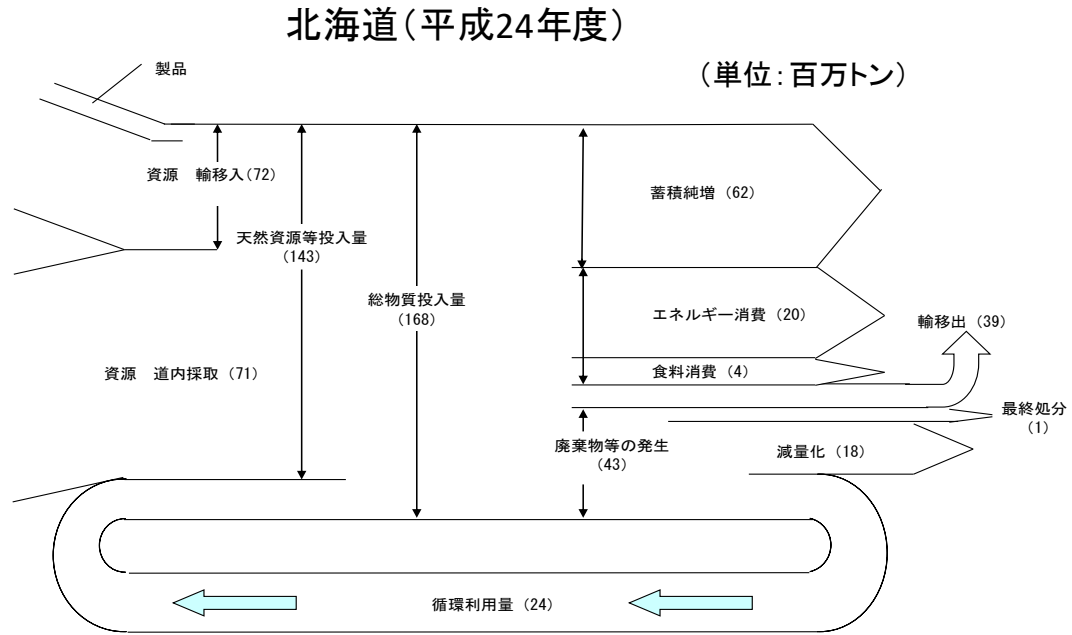 北海道(平成24年度)
(単位:百万トン)
製品
資源　輸移入(72)
天然資源等投入量
(143)
総物質投入量
(168)
資源　道内採取(71)
蓄積純増 (62)
エネルギー消費 (20)
食料消費 (4)
輸移出 (39)
最終処分
(1)
廃棄物等の発生
(43)
減量化 (18)
循環利用量 (24)